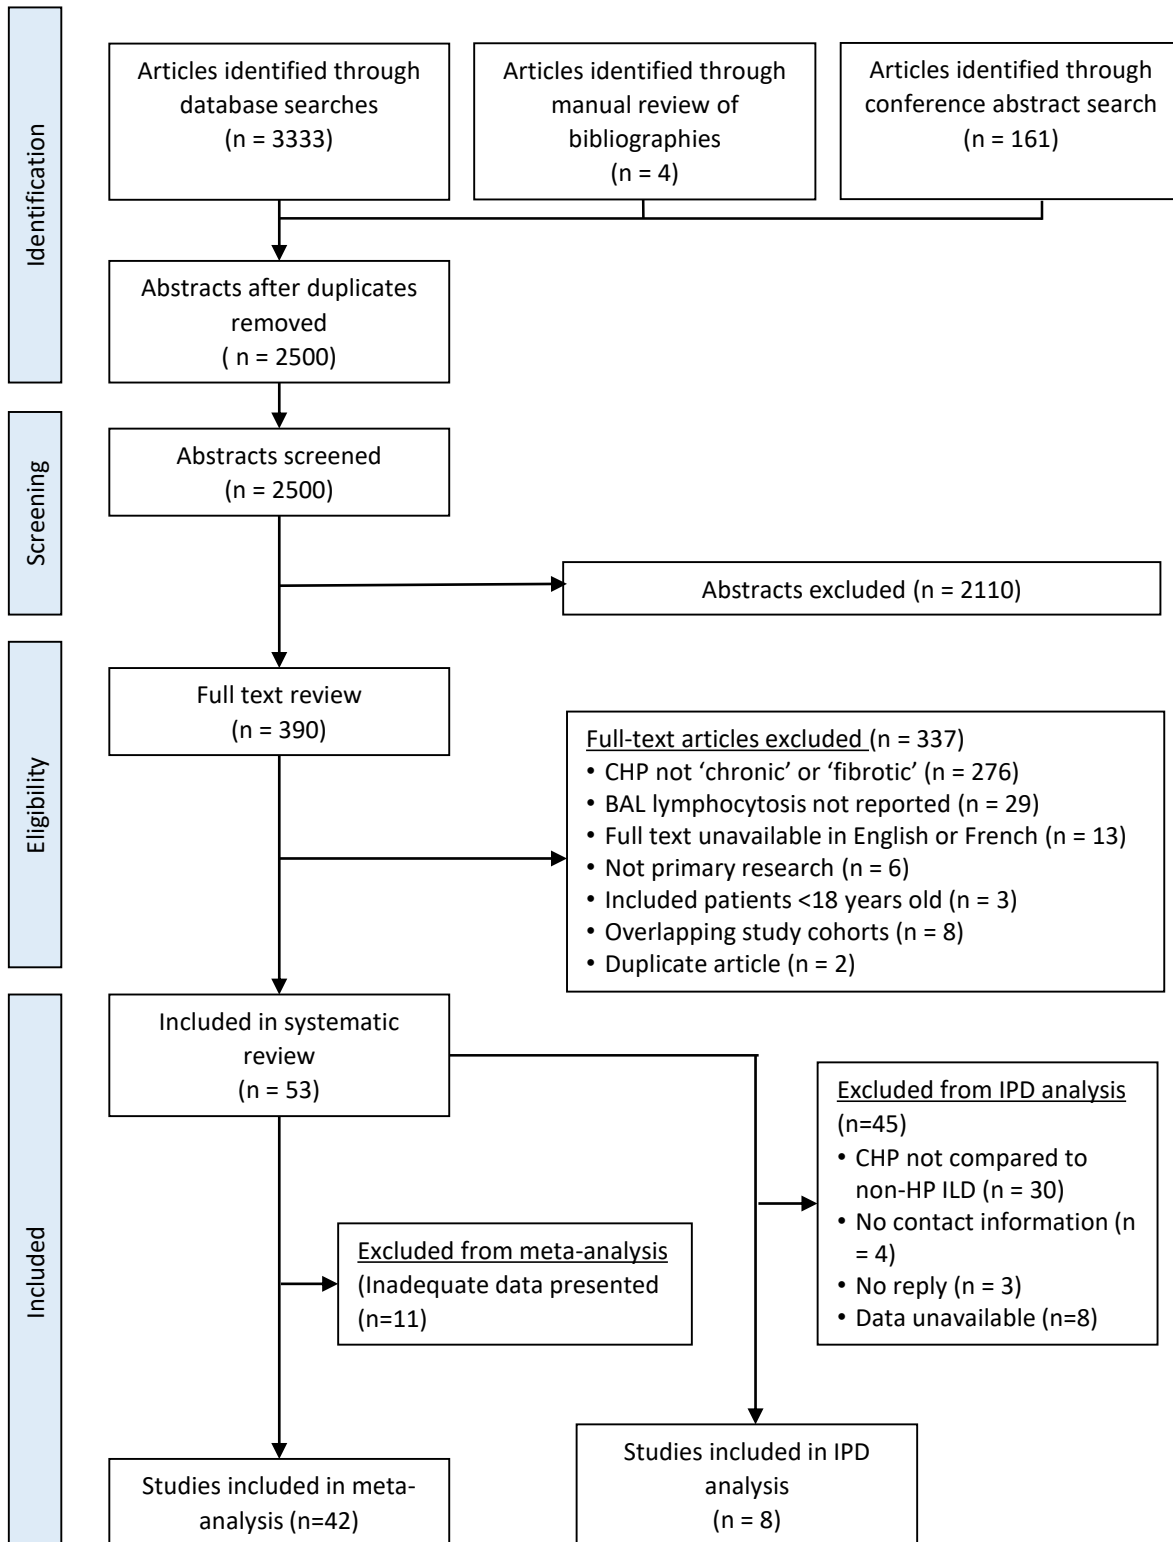 Identification
Articles identified through
database searches
(n = 3333)
Articles identified through
manual review of
bibliographies
(n = 4)
Articles identified through
conference abstract search
(n = 161)
Abstracts after duplicates
removed
( n = 2500)
Screening
Abstracts screened
(n = 2500)
Abstracts excluded (n = 2110)
Eligibility
Full text review
(n = 390)
Full-text articles excluded (n = 337)
• CHP not ‘chronic’ or ‘fibrotic’ (n = 276)
• BAL lymphocytosis not reported (n = 29)
• Full text unavailable in English or French (n = 13)
• Not primary research (n = 6)
• Included patients <18 years old (n = 3)
• Overlapping study cohorts (n = 8)
• Duplicate article (n = 2)
Included
Included in systematic
review
(n = 53)
Excluded from IPD analysis
(n=45)
• CHP not compared to
non-HP ILD (n = 30)
• No contact information (n
= 4)
• No reply (n = 3)
• Data unavailable (n=8)
Excluded from meta-analysis
(Inadequate data presented
(n=11)
Studies included in meta-
analysis (n=42)
Studies included in IPD
analysis
(n = 8)